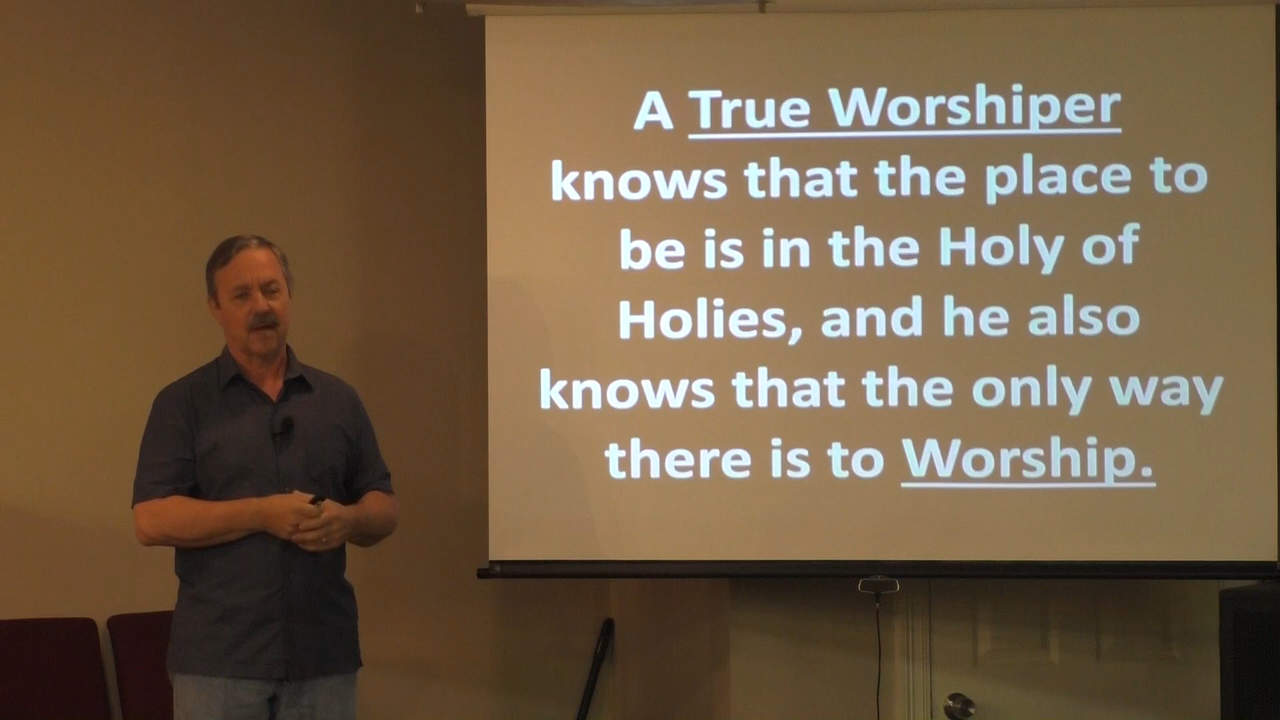 A True Worshiper
knows that the place to
be is in the Holy of
Holies, and he also
knows that the only way
there is to Worship.